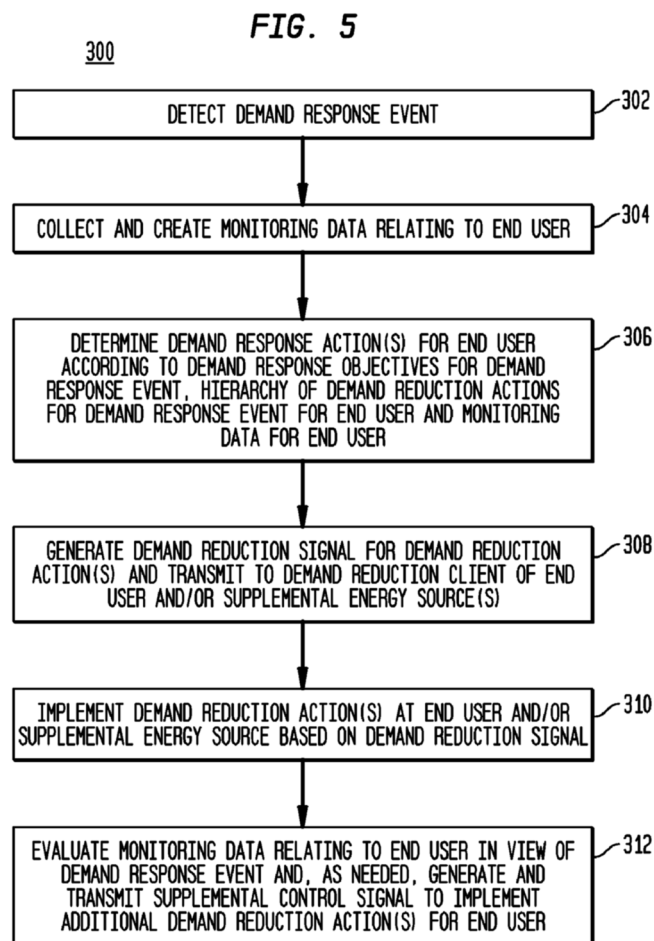 FIG. 5
300
DETECT DEMAND RESPONSE EVENT
302
COLLECT AND CREATE MONITORING DATA RELATING TO END USER
304
DETERMINE DEMAND RESPONSE ACTION(S) FOR END USER
ACCORDING TO DEMAND RESPONSE OBJECTIVES FOR DEMAND
RESPONSE EVENT, HIERARCHY OF DEMAND REDUCTION ACTIONS
FOR DEMAND RESPONSE EVENT FOR END USER AND MONITORING
DATA FOR END USER
306
GENERATE DEMAND REDUCTION SIGNAL FOR DEMAND REDUCTION
ACTION(S) AND TRANSMIT TO DEMAND REDUCTION CLIENT OF END
USER AND/OR SUPPLEMENTAL ENERGY SOURCE(S)
308
IMPLEMENT DEMAND REDUCTION ACTION(S) AT END USER AND/OR
SUPPLEMENTAL ENERGY SOURCE BASED ON DEMAND REDUCTION SIGNAL
310
EVALUATE MONITORING DATA RELATING TO END USER IN VIEW OF
DEMAND RESPONSE EVENT AND, AS NEEDED, GENERATE AND
TRANSMIT SUPPLEMENTAL CONTROL SIGNAL TO IMPLEMENT
ADDITIONAL DEMAND REDUCTION ACTION(S) FOR END USER
312